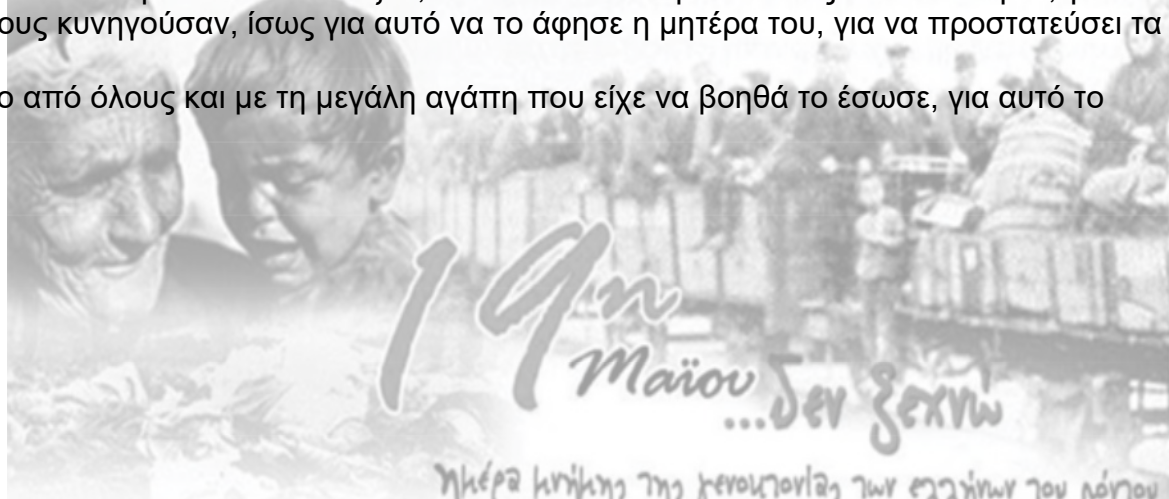 ους κυνηγούσαν, ίσως για αυτό να το άφησε η μητέρα του, για να προστατεύσει τα
ο από όλους και με τη μεγάλη αγάπη που είχε να βοηθά το έσωσε, για αυτό το
19η
Μαϊου
...δεν ξεχνώ
ημέρα μνήμης της γενοκτονίας των ελλήνων του πόντου